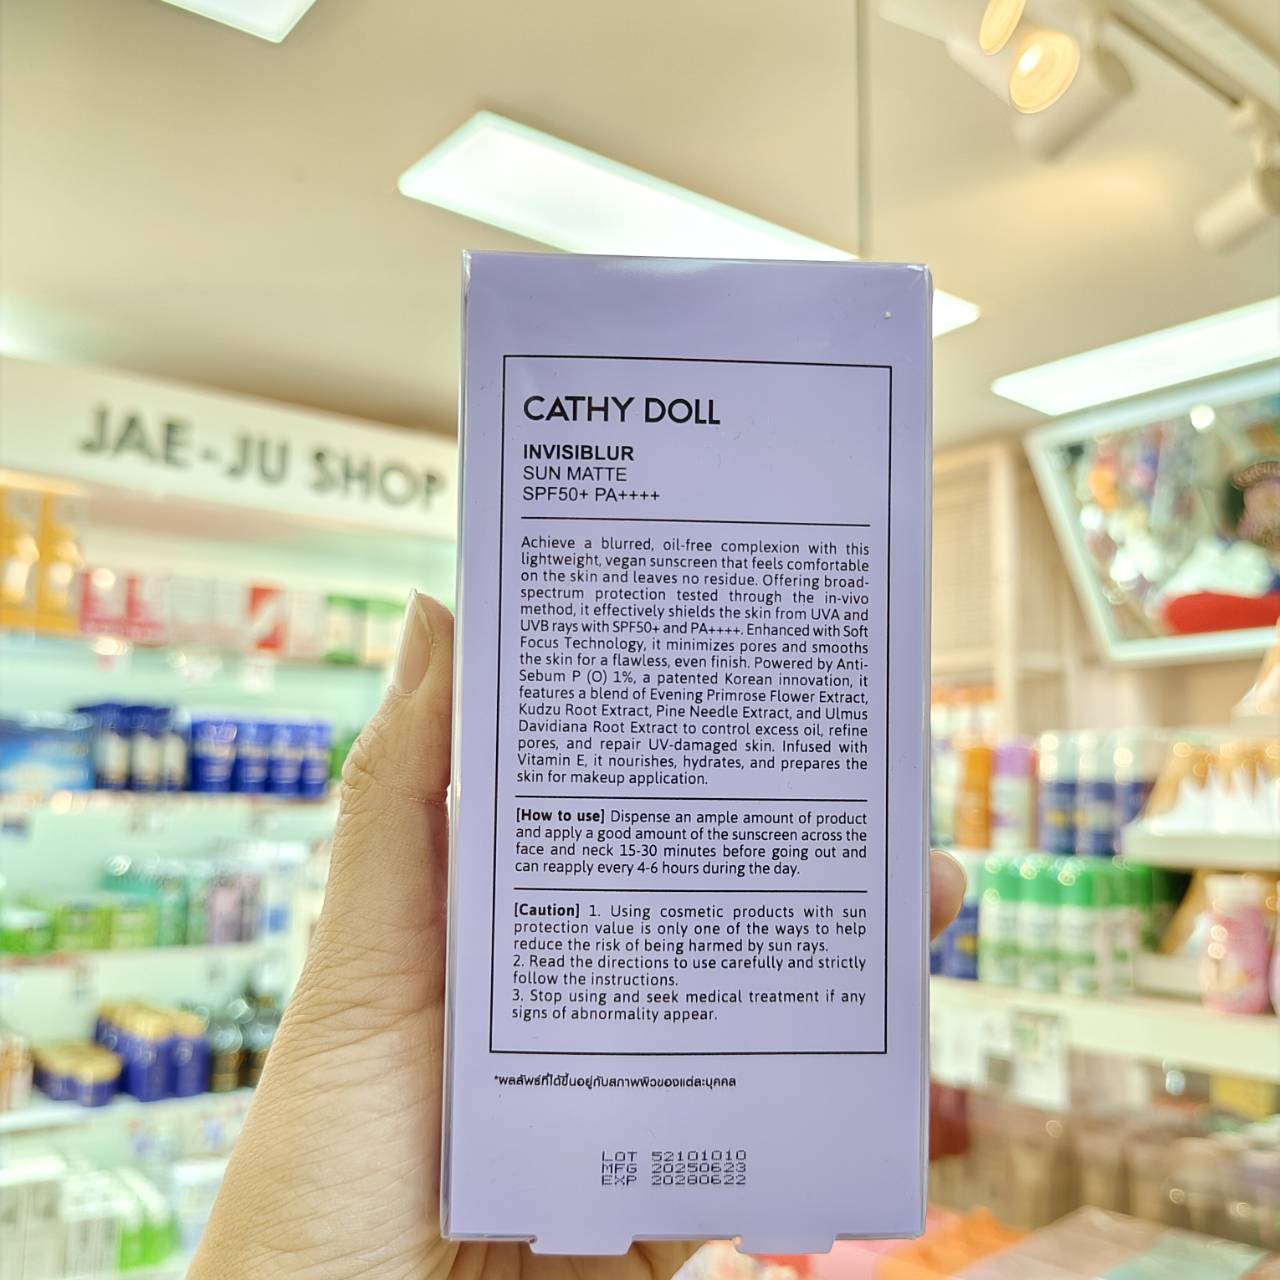 JAE-JU SHOP
CATHY DOLL
INVISIBLUR
SUN MATTE
SPF50+ PA++++
Achieve a blurred, oil-free complexion with this
lightweight, vegan sunscreen that feels comfortable
on the skin and leaves no residue. Offering broad-
spectrum protection tested through the in-vivo
method, it effectively shields the skin from UVA and
UVB rays with SPF50+ and PA++++. Enhanced with Soft
Focus Technology, it minimizes pores and smooths
the skin for a flawless, even finish. Powered by Anti-
Sebum P (O) 1%, a patented Korean innovation, it
features a blend of Evening Primrose Flower Extract,
Kudzu Root Extract, Pine Needle Extract, and Ulmus
Davidiana Root Extract to control excess oil, refine
pores, and repair UV-damaged skin. Infused with
Vitamin E, it nourishes, hydrates, and prepares the
skin for makeup application.
[How to use] Dispense an ample amount of product
and apply a good amount of the sunscreen across the
face and neck 15-30 minutes before going out and
can reapply every 4-6 hours during the day.
[Caution] 1. Using cosmetic products with sun
protection value is only one of the ways to help
reduce the risk of being harmed by sun rays.
2. Read the directions to use carefully and strictly
follow the instructions.
3. Stop using and seek medical treatment if any
signs of abnormality appear.
*ผลลัพธ์ที่ได้ขึ้นอยู่กับสภาพผิวของแต่ละบุคคล
LOT 52101010
MFG 20250623
EXP 20280622